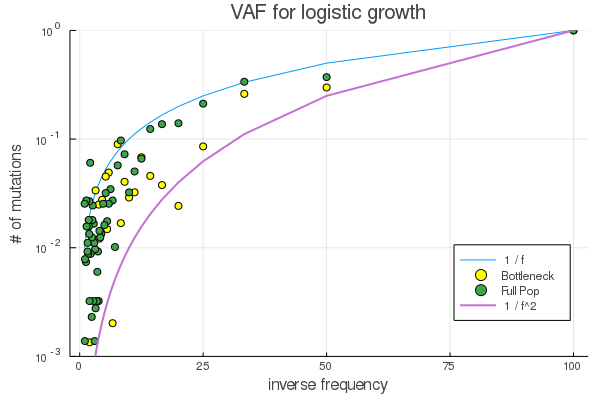 VAF for logistic growth
# of mutations
10^0
10^-1
10^-2
10^-3
0
25
50
75
100
inverse frequency
1 / f
Bottleneck
Full Pop
1 / f^2